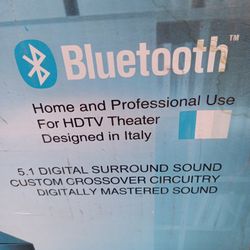 Bluetooth™
Home and Professional Use
For HDTV Theater
Designed in Italy
5.1 DIGITAL SURROUND SOUND
CUSTOM CROSSOVER CIRCUITRY
DIGITALLY MASTERED SOUND